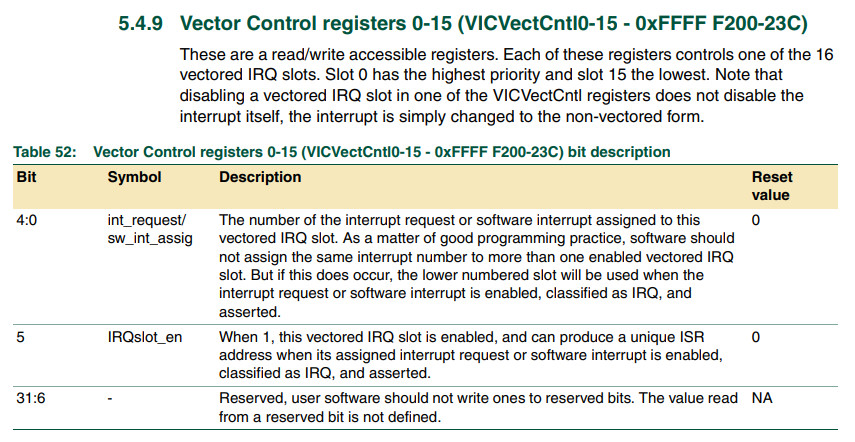 5.4.9 Vector Control registers 0-15 (VICVectCntl0-15 - 0xFFFF F200-23C)
These are a read/write accessible registers. Each of these registers controls one of the 16
vectored IRQ slots. Slot 0 has the highest priority and slot 15 the lowest. Note that
disabling a vectored IRQ slot in one of the VICVectCntl registers does not disable the
interrupt itself, the interrupt is simply changed to the non-vectored form.
Table 52: Vector Control registers 0-15 (VICVectCntl0-15 - 0xFFFF F200-23C) bit description
Bit Symbol Description Reset
value
4:0 int_request/ The number of the interrupt request or software interrupt assigned to this 0
sw_int_assig vectored IRQ slot. As a matter of good programming practice, software should
not assign the same interrupt number to more than one enabled vectored IRQ
slot. But if this does occur, the lower numbered slot will be used when the
interrupt request or software interrupt is enabled, classified as IRQ, and
asserted.
5 IRQslot_en When 1, this vectored IRQ slot is enabled, and can produce a unique ISR 0
address when its assigned interrupt request or software interrupt is enabled,
classified as IRQ, and asserted.
31:6 - Reserved, user software should not write ones to reserved bits. The value read NA
from a reserved bit is not defined.